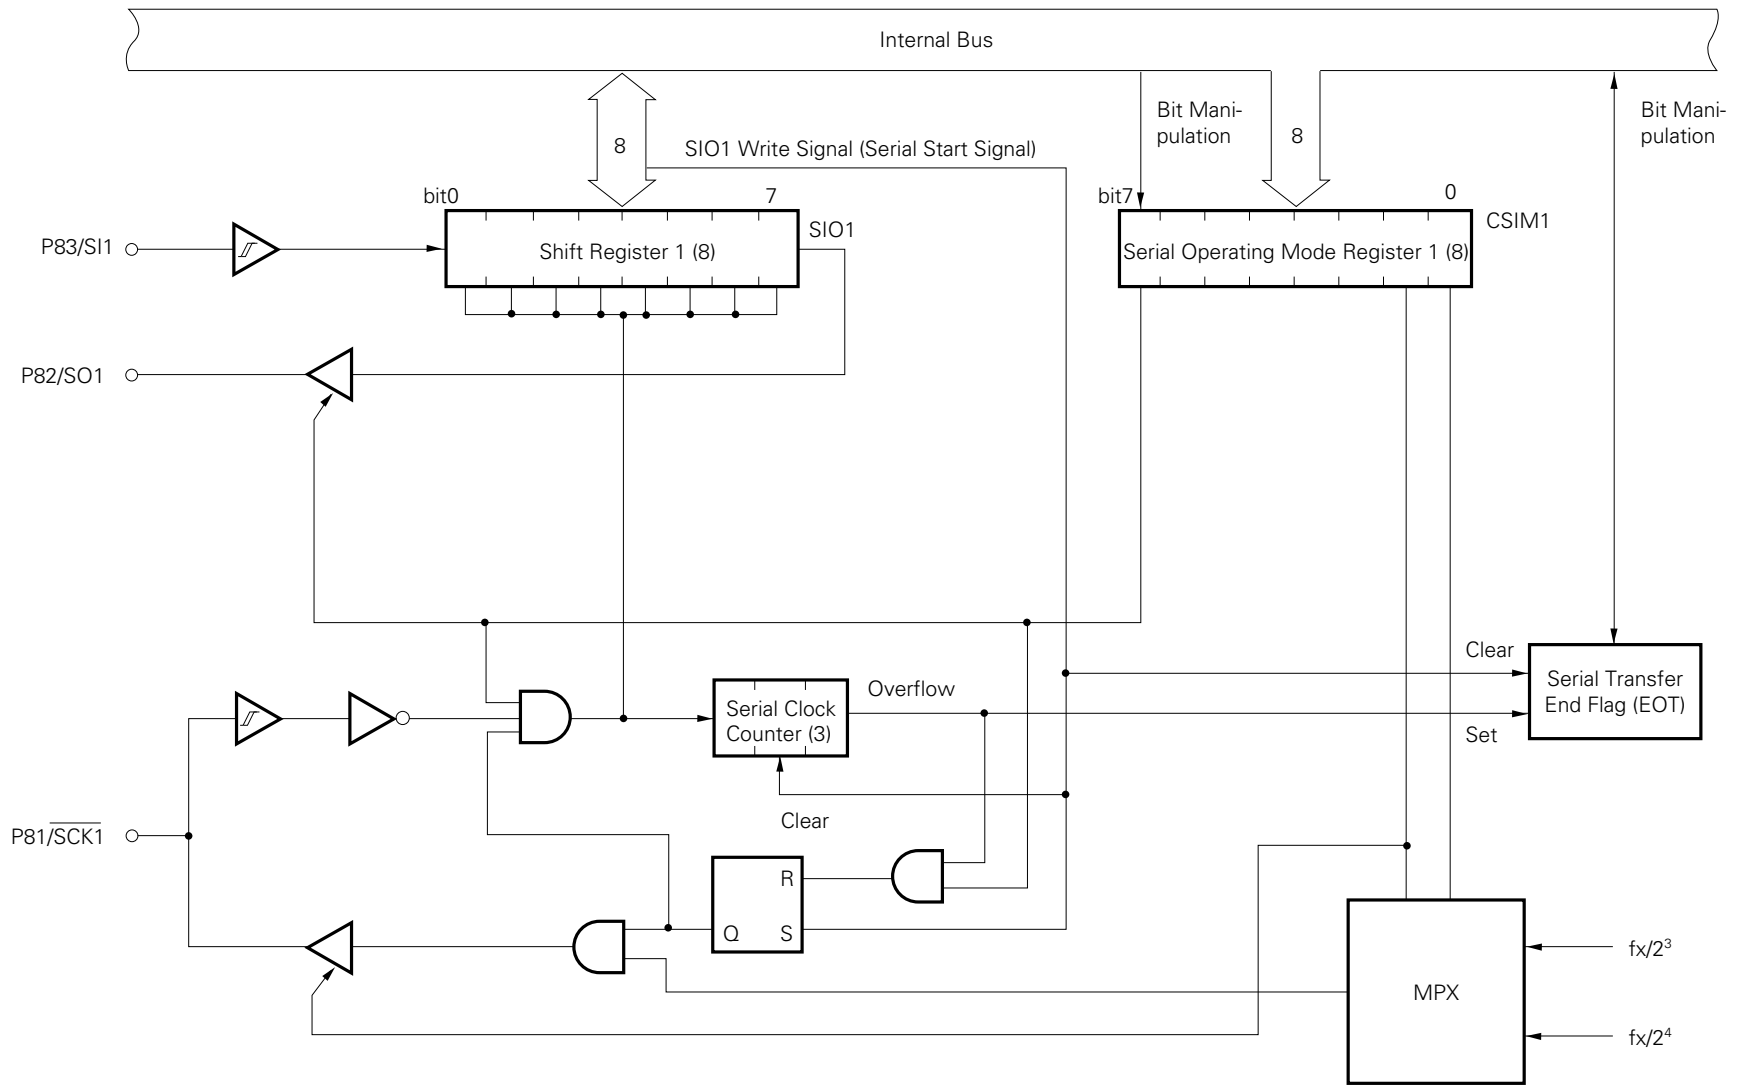 Internal Bus
8
SIO1 Write Signal (Serial Start Signal)
Bit Mani-
pulation
8
Bit Mani-
pulation
bit0
7
SIO1
bit7
0
CSIM1
P83/SI1
Shift Register 1 (8)
Serial Operating Mode Register 1 (8)
P82/SO1
Serial Clock
Counter (3)
Overflow
Clear
Set
Serial Transfer
End Flag (EOT)
Clear
P81/S̅C̅K̅1̅
R
Q
S
MPX
fx/2³
fx/2⁴